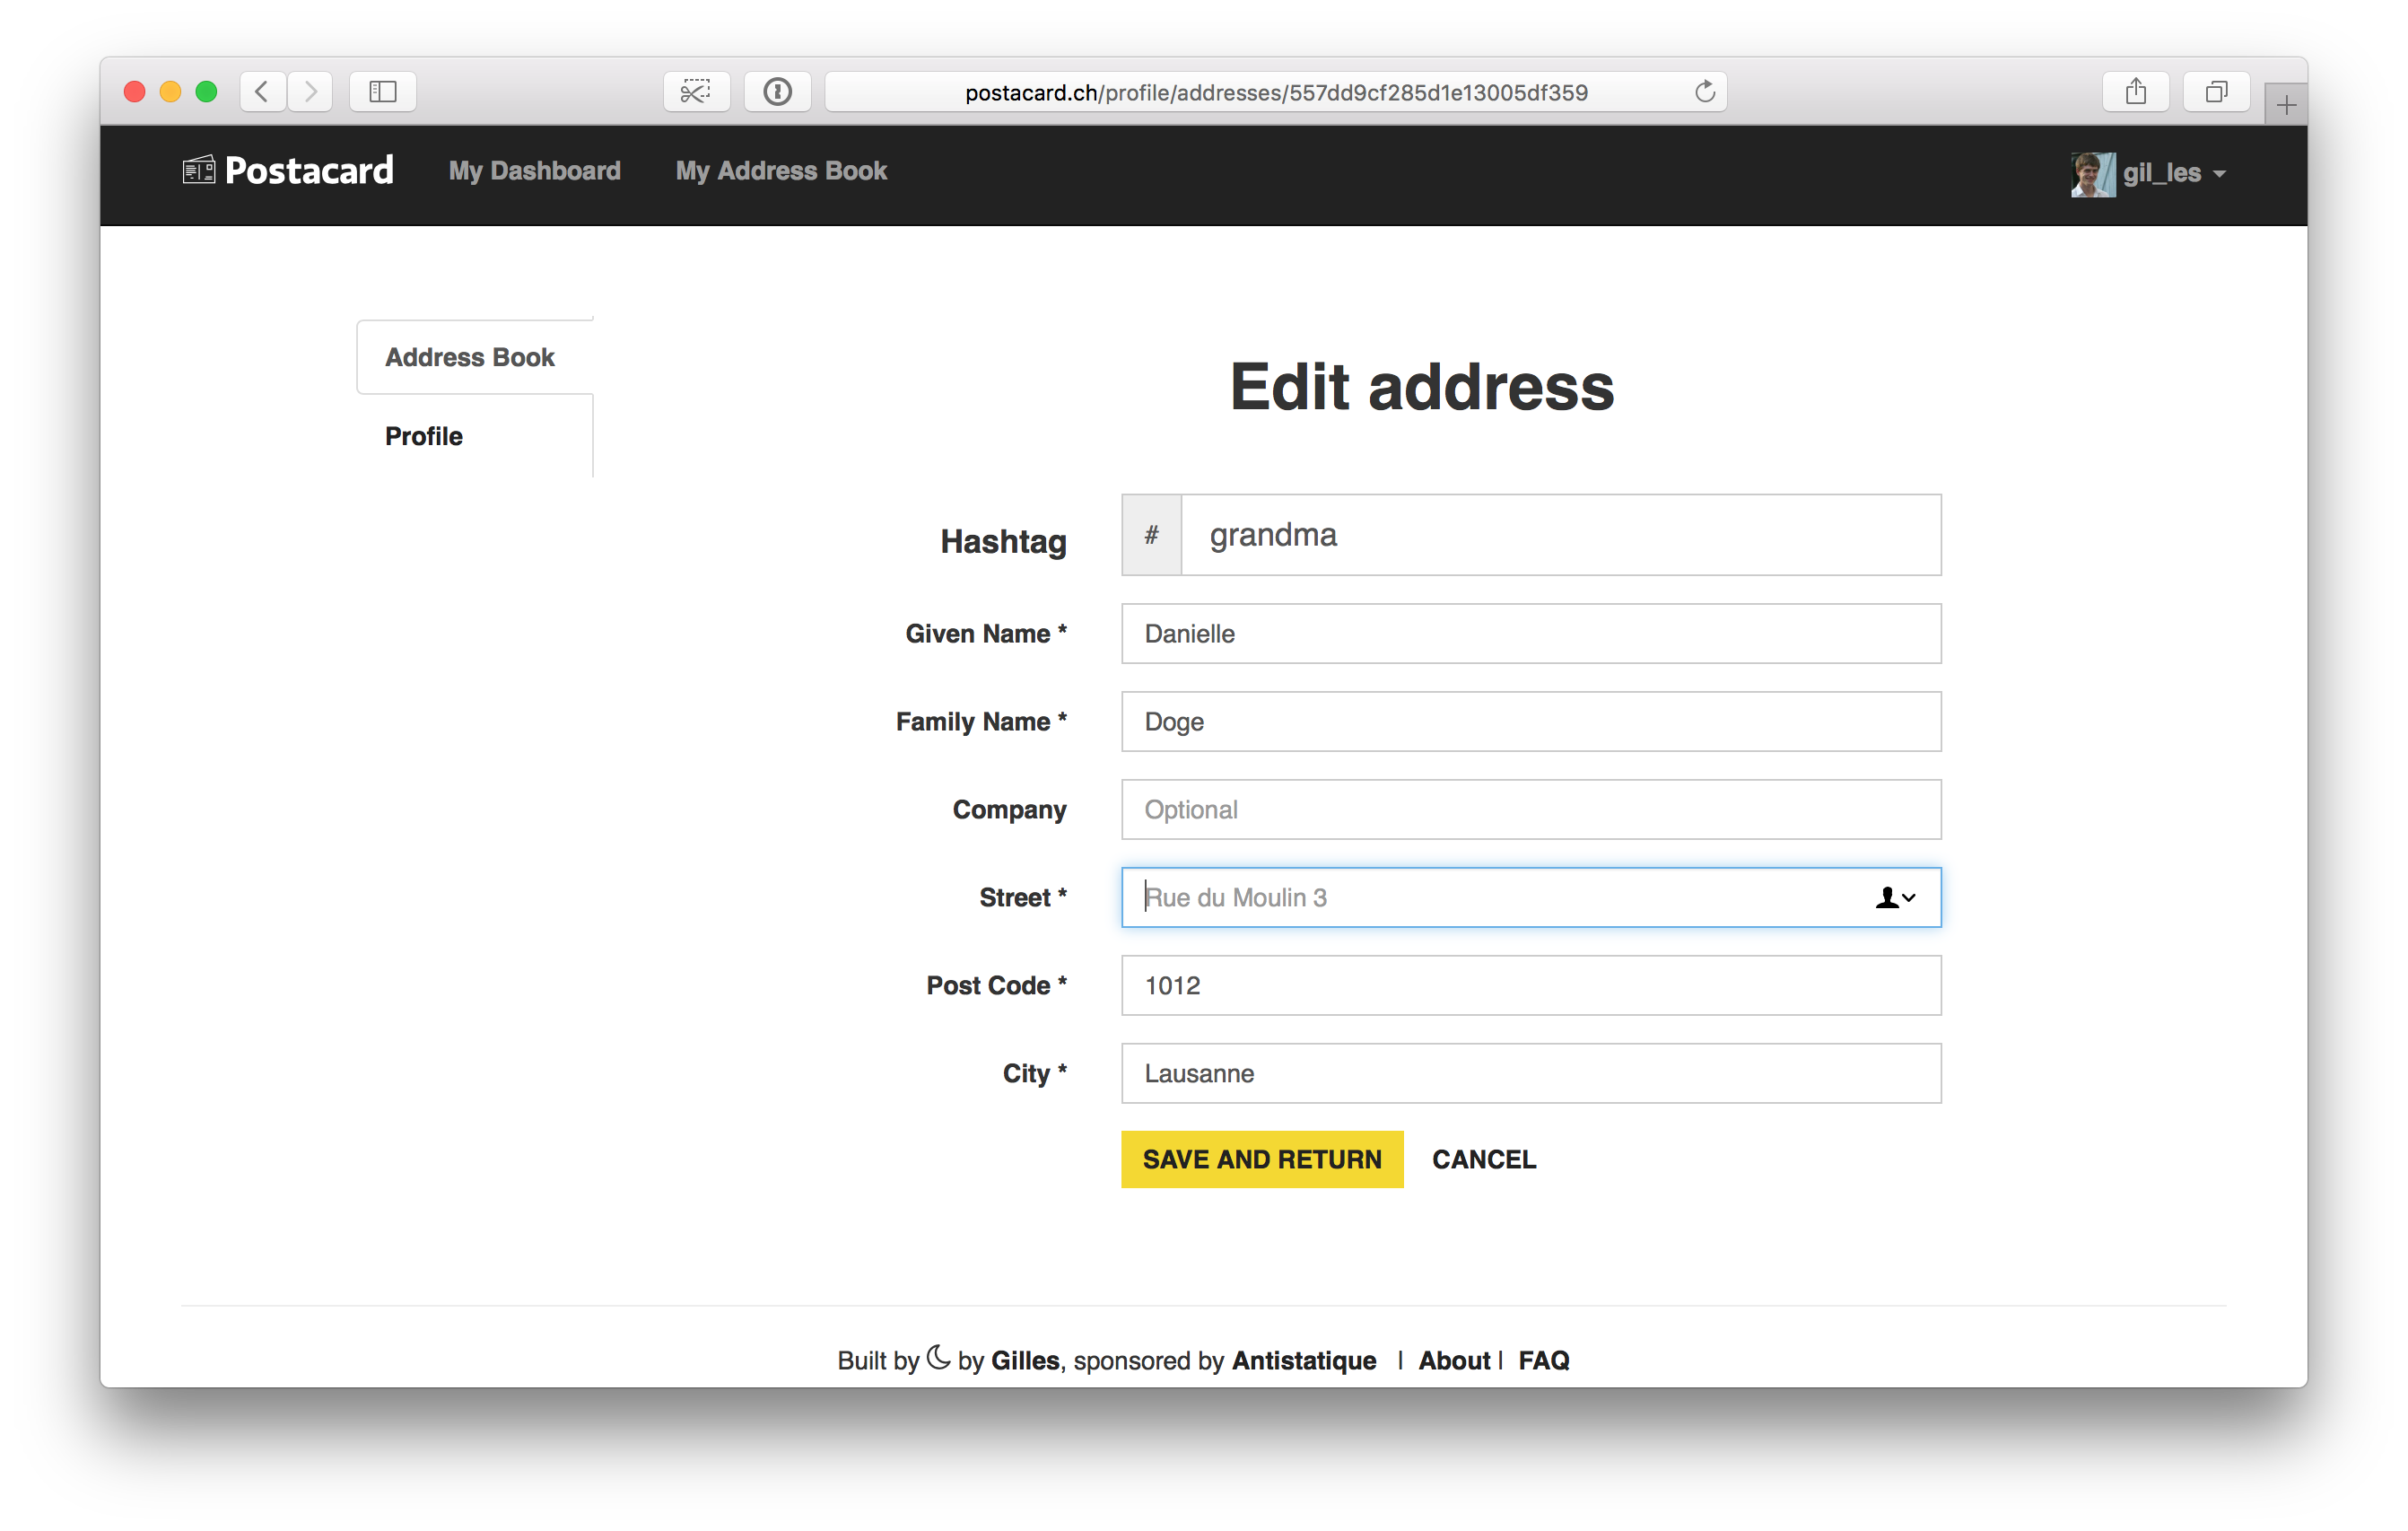 postacard.ch/profile/addresses/557dd9cf285d1e13005df359
Postacard My Dashboard My Address Book gil_les
Address Book
Profile
Edit address
Hashtag # grandma
Given Name * Danielle
Family Name * Doge
Company Optional
Street * Rue du Moulin 3
Post Code * 1012
City * Lausanne
SAVE AND RETURN CANCEL
Built by by Gilles, sponsored by Antistatique | About | FAQ